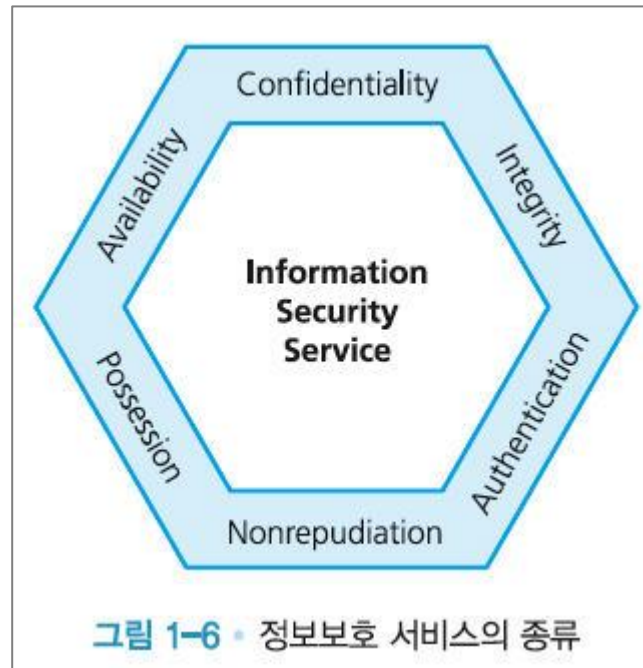 Confidentiality
Integrity
Authentication
Nonrepudiation
Possession
Availability
Information
Security
Service
그림 1-6 • 정보보호 서비스의 종류